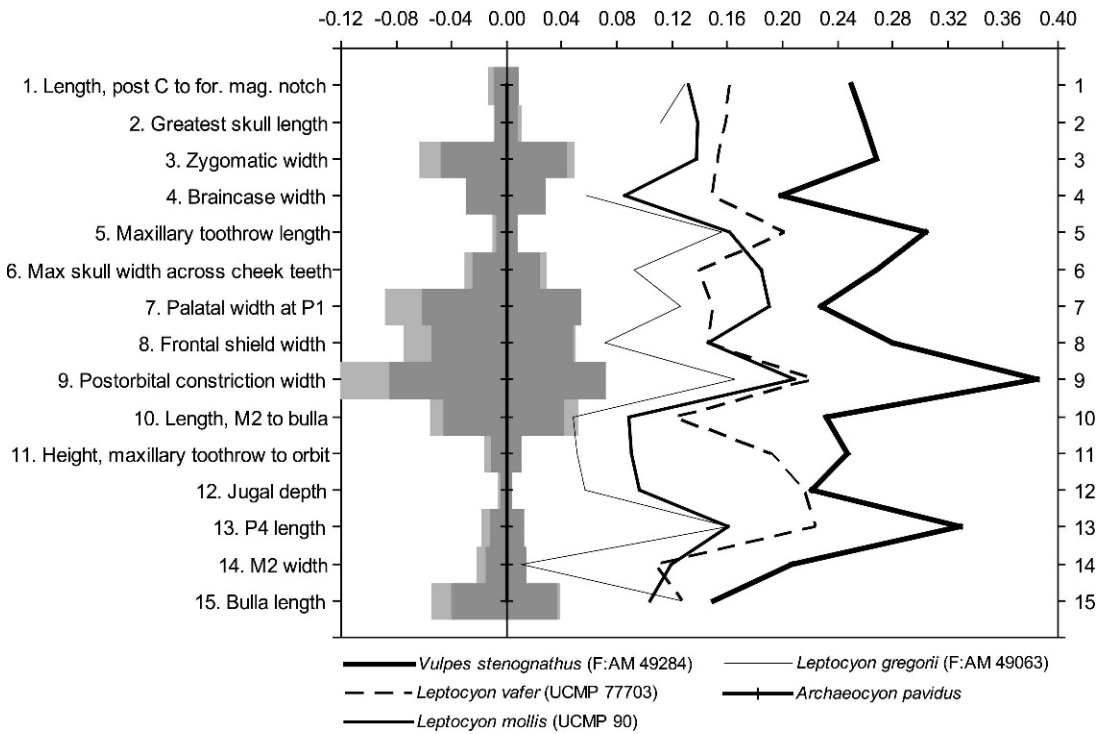 -0.12 -0.08 -0.04 0.00 0.04 0.08 0.12 0.16 0.20 0.24 0.28 0.32 0.36 0.40
1. Length, post C to for. mag. notch 1
2. Greatest skull length 2
3. Zygomatic width 3
4. Braincase width 4
5. Maxillary toothrow length 5
6. Max skull width across cheek teeth 6
7. Palatal width at P1 7
8. Frontal shield width 8
9. Postorbital constriction width 9
10. Length, M2 to bulla 10
11. Height, maxillary toothrow to orbit 11
12. Jugal depth 12
13. P4 length 13
14. M2 width 14
15. Bulla length 15
Vulpes stenognathus (F:AM 49284) Leptocyon gregorii (F:AM 49063)
Leptocyon vafer (UCMP 77703) Archaeocyon pavidus
Leptocyon mollis (UCMP 90)